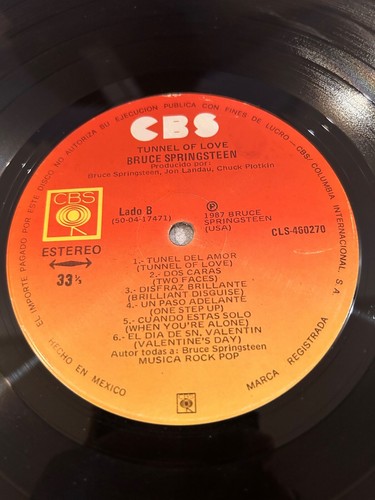 EL IMPORTE PAGADO POR ESTE DISCO NO AUTORIZA SU EJECUCION PUBLICA CON FINES DE LUCRO - CBS/COLUMBIA INTERNACIONAL, S.A.
CBS
TUNNEL OF LOVE
BRUCE SPRINGSTEEN
Producido por:
Bruce Springsteen, Jon Landau, Chuck Plotkin
CBS
ESTEREO
33 1/3
Lado B
(50-04-17471)
Ⓟ
1987 BRUCE
SPRINGSTEEN
(USA)
CLS-450270
1.- TUNEL DEL AMOR
(TUNNEL OF LOVE)
2.- DOS CARAS
(TWO FACES)
3.- DISFRAZ BRILLANTE
(BRILLIANT DISGUISE)
4.- UN PASO ADELANTE
(ONE STEP UP)
5.- CUANDO ESTAS SOLO
(WHEN YOU'RE ALONE)
6.- EL DIA DE SN. VALENTIN
(VALENTINE'S DAY)
Autor todas a: Bruce Springsteen
MUSICA ROCK POP
HECHO EN MEXICO
MARCA REGISTRADA